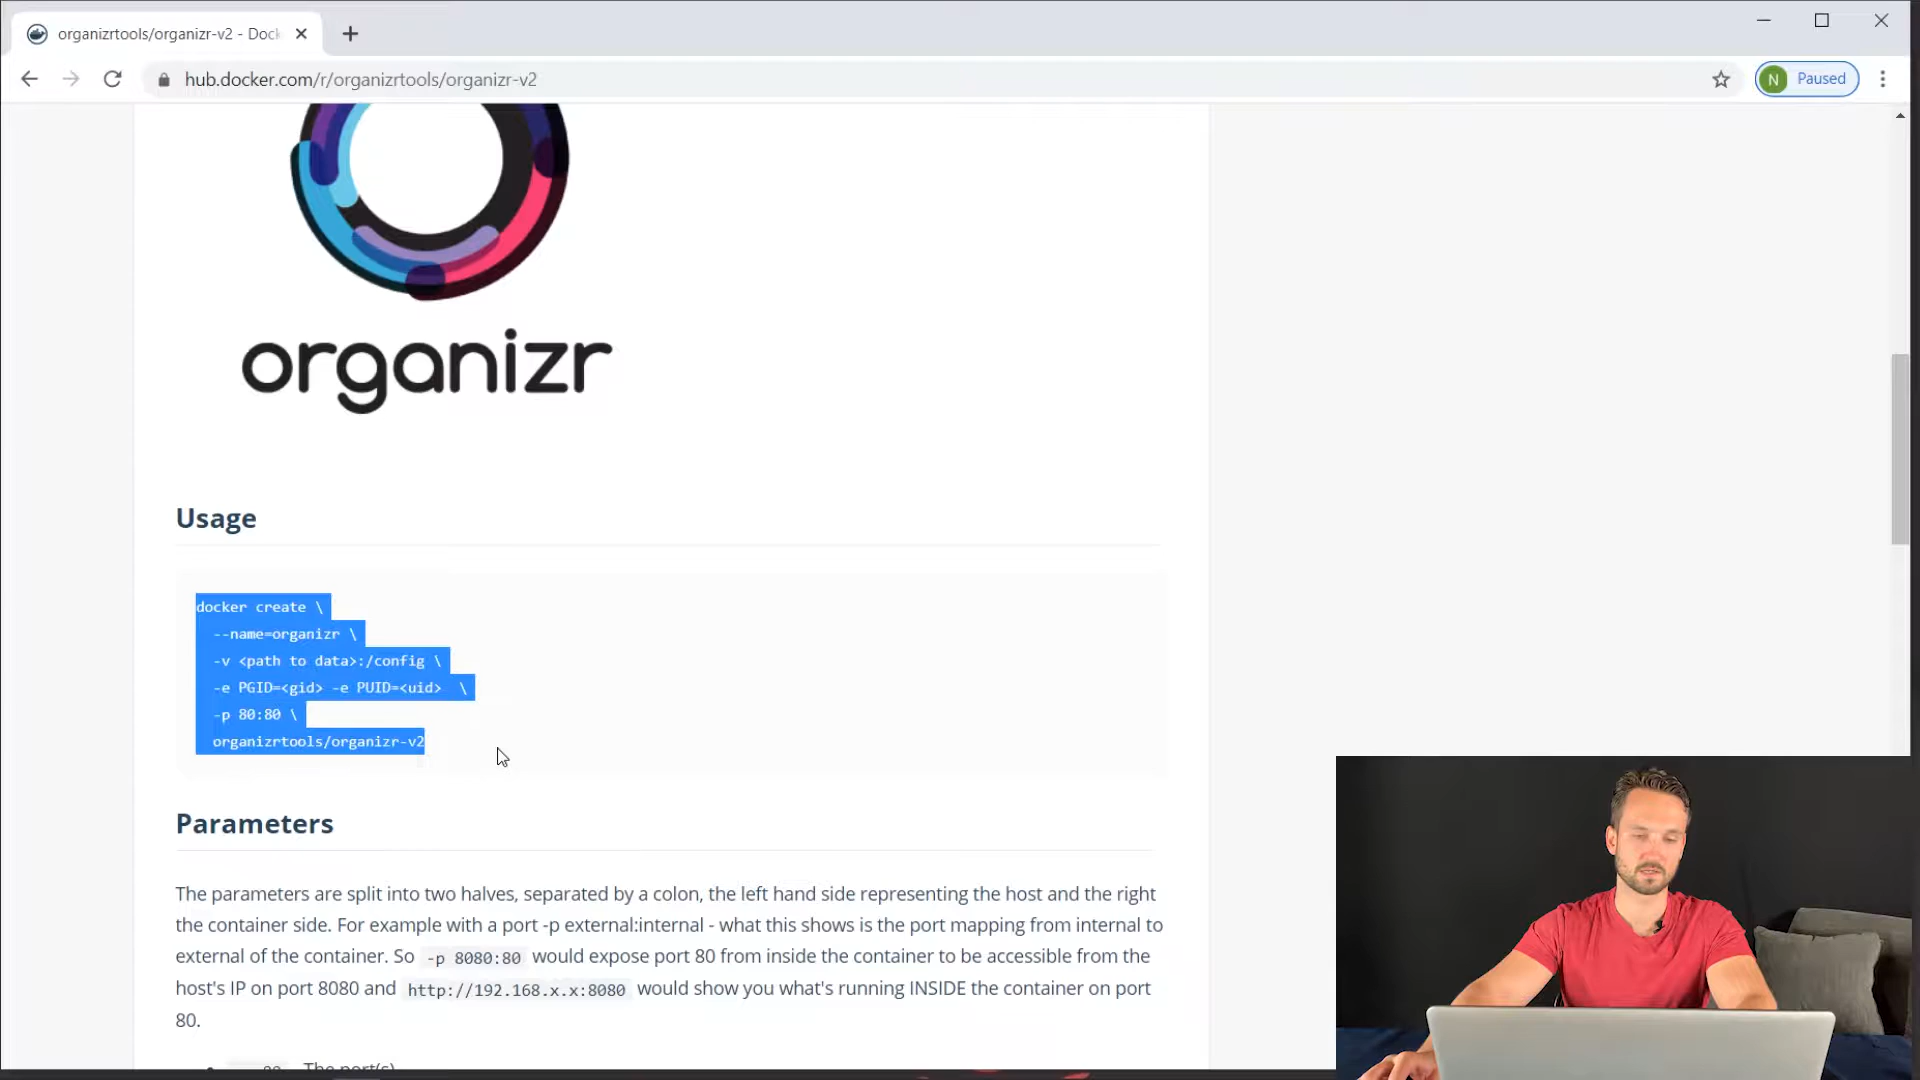 organizrtools/organizr-v2 - Dock
hub.docker.com/r/organizrtools/organizr-v2
N
Paused
organizr
Usage
docker create \
--name=organizr \
-v <path to data>:/config \
-e PGID=<gid> -e PUID=<uid>  \
-p 80:80 \
organizrtools/organizr-v2
Parameters
The parameters are split into two halves, separated by a colon, the left hand side representing the host and the right
the container side. For example with a port -p external:internal - what this shows is the port mapping from internal to
external of the container. So -p 8080:80 would expose port 80 from inside the container to be accessible from the
host's IP on port 8080 and http://192.168.x.x:8080 would show you what's running INSIDE the container on port
80.
The port(s)